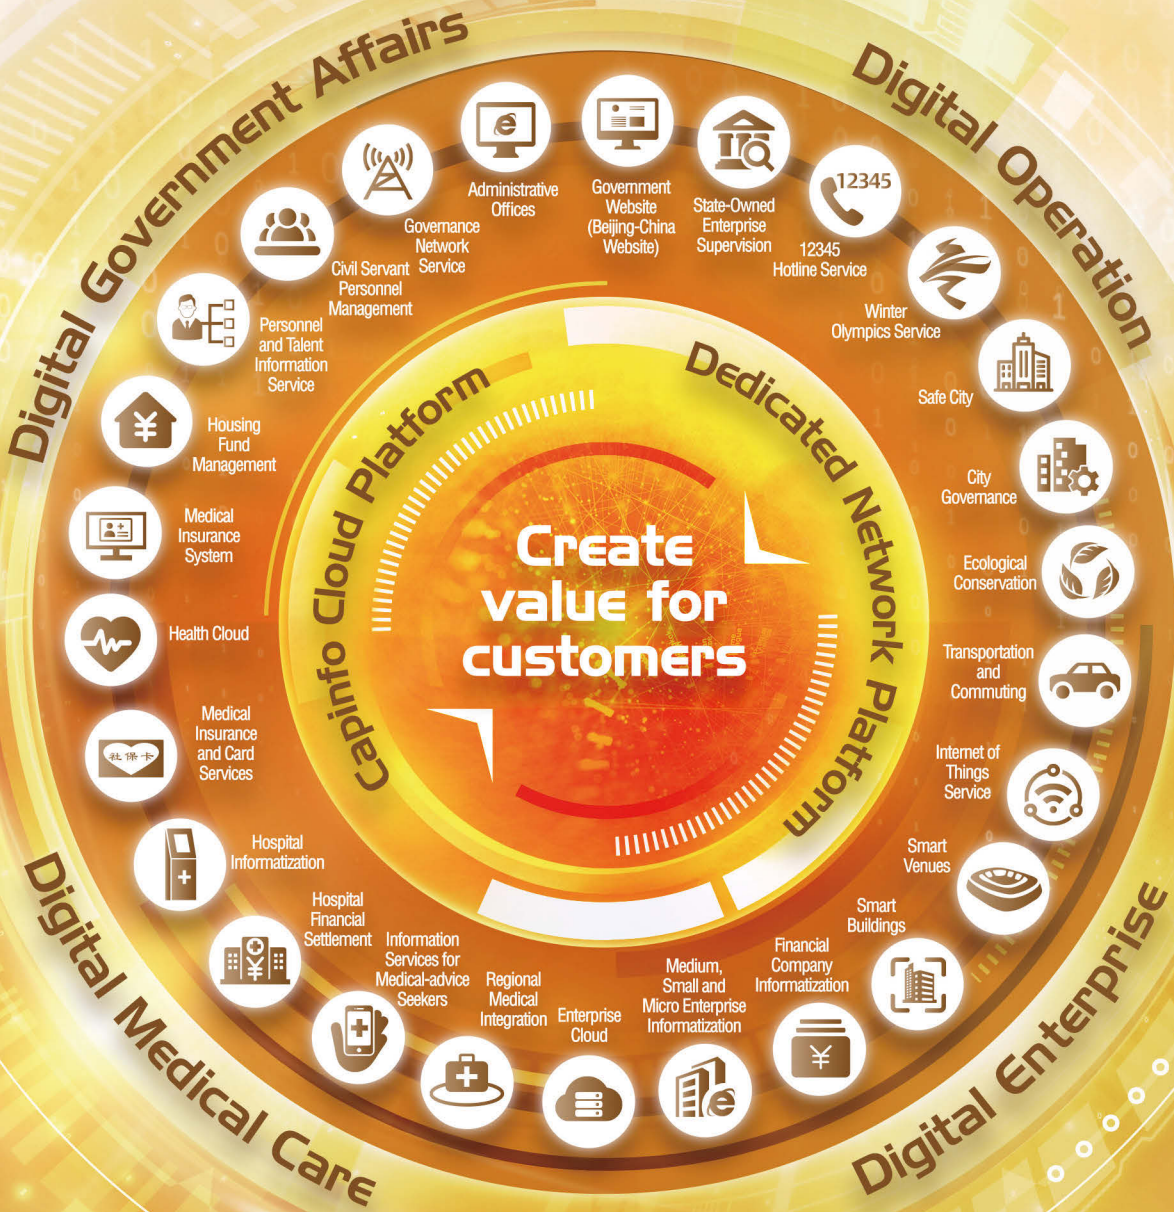 Digital Government Affairs
Digital Operation
Digital Medical Care
Digital Enterprise
Capinfo Cloud Platform
Dedicated Network Platform
Create
value for
customers
Administrative
Offices
Government
Website
(Beijing-China
Website)
State-Owned
Enterprise
Supervision
12345
12345
Hotline Service
Winter
Olympics Service
Safe City
City
Governance
Ecological
Conservation
Transportation
and
Commuting
Internet of
Things
Service
Smart
Venues
Smart
Buildings
Financial
Company
Informatization
Medium,
Small and
Micro Enterprise
Informatization
Enterprise
Cloud
Regional
Medical
Integration
Information
Services for
Medical-advice
Seekers
Hospital
Financial
Settlement
Hospital
Informatization
Medical
Insurance
and Card
Services
社保卡
Health Cloud
Medical
Insurance
System
Housing
Fund
Management
Personnel
and Talent
Information
Service
Civil Servant
Personnel
Management
Governance
Network
Service